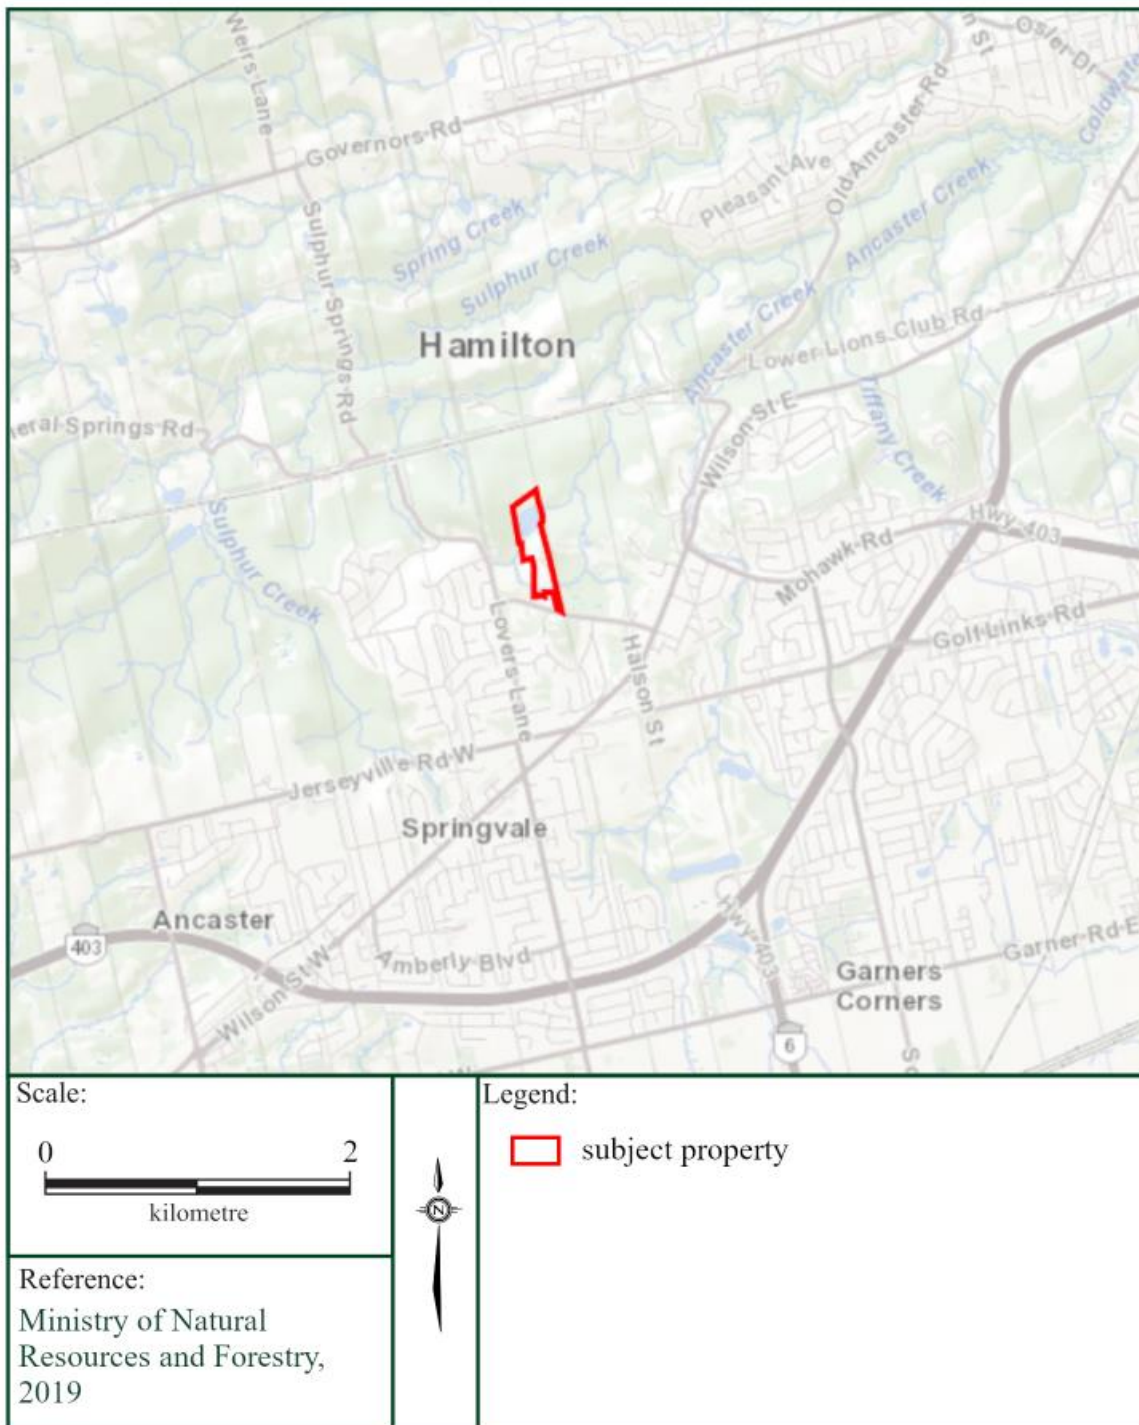 Weirs Lane
Osler Dr
Governors Rd
Old Ancaster Rd
Pleasant Ave
Sulphur Springs Rd
Spring Creek
Sulphur Creek
Ancaster Creek
Hamilton
Ancaster Creek
Lower Lions Club Rd
Tiffany Creek
Wilson St E
eral Springs Rd
Sulphur Creek
Hwy 403
Mohawk Rd
Golf Links Rd
Lovers Lane
Halson St
Jerseyville Rd W
Springvale
Ancaster
403
Amberly Blvd
Wilson St W
Hwy 403
Garner Rd E
Garners
Corners
6
Scale:
0 2
kilometre
N
Legend:
subject property
Reference:
Ministry of Natural
Resources and Forestry,
2019